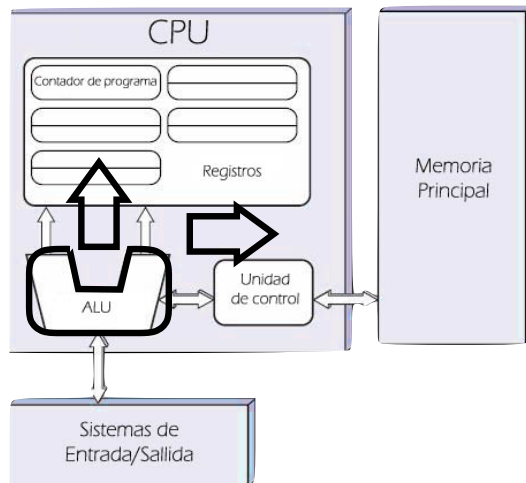 CPU
Contador de programa
Registros
Memoria
Principal
Unidad
de control
ALU
Sistemas de
Entrada/Sallida